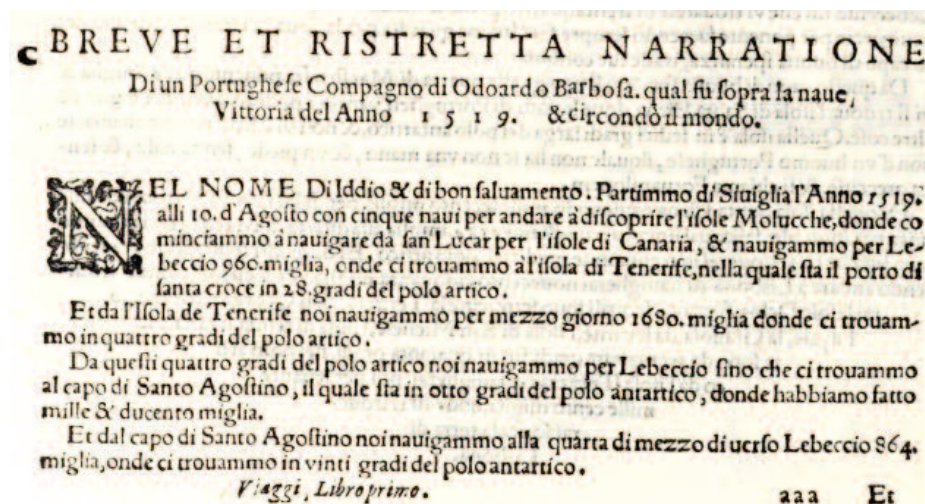 c BREVE ET RISTRETTA NARRATIONE
Di un Portugheſe Compagno di Odoardo Barboſa. qual fù ſopra la naue,
Vittoria del Anno 1519. & circondò il mondo.
NEL NOME Di Iddio & di bon ſaluamento. Partimmo di Siuiglia l'Anno 1519.
alli 10. d'Agoſto con cinque naui per andare à diſcoprire l'iſole Molucche, donde co
minciammo à nauigare da ſan Lucar per l'iſole di Canaria, & nauigammo per Le-
beccio 960. miglia, onde ci trouammo à l'iſola di Tenerife, nella quale ſta il porto di
ſanta croce in 28. gradi del polo artico.
Et da l'Iſola de Tenerife noi nauigammo per mezzo giorno 1680. miglia donde ci trouam-
mo in quattro gradi del polo artico.
Da queſti quattro gradi del polo artico noi nauigammo per Lebeccio ſino che ci trouammo
al capo di Santo Agoſtino, il quale ſta in otto gradi del polo antartico, donde habbiamo fatto
mille & ducento miglia.
Et dal capo di Santo Agoſtino noi nauigammo alla quarta di mezzo di uerſo Lebeccio 864.
miglia, onde ci trouammo in vinti gradi del polo antartico.
Viaggi, Libro primo. aaa Et